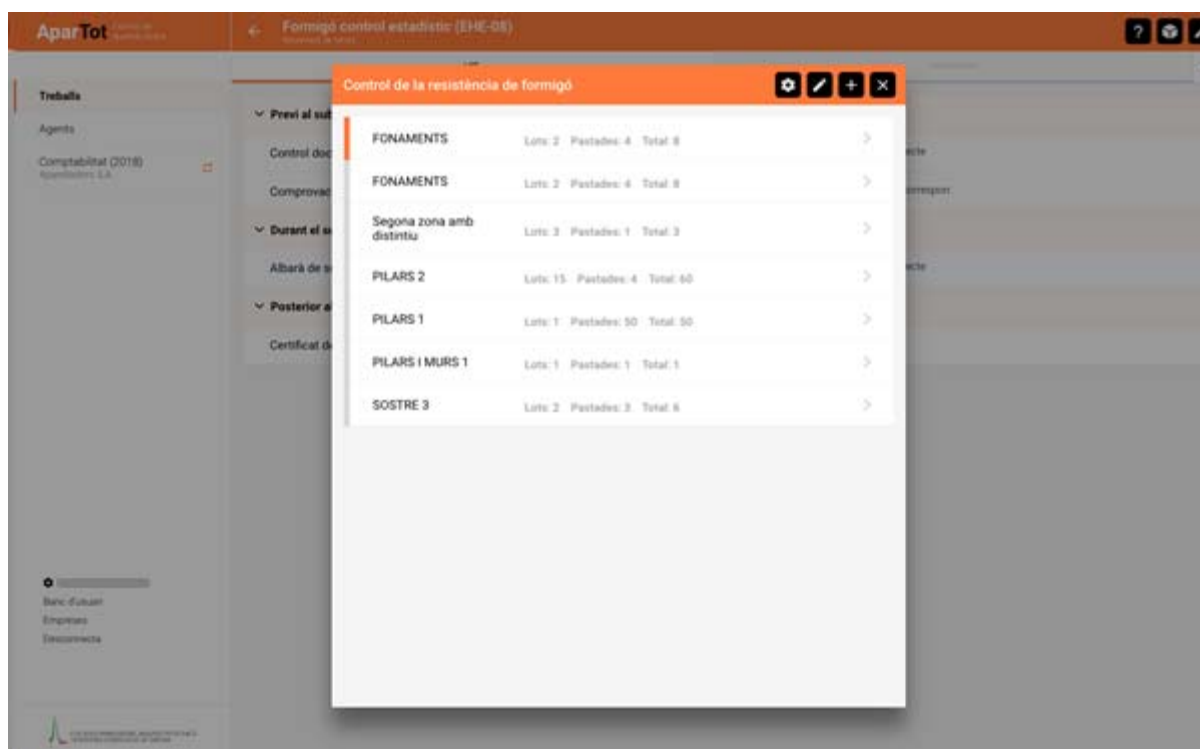 AparTot
Formigó control estadístic (EHE-08)
?
Treballs
Agents
Comptabilitat (2018)
Aparelladors S.A.
Banc d'usuari
Empreses
Desconnecta
Previ al sub
Control doc
Comprovac
Durant el s
Albarà de s
Posterior a
Certificat d
ecte
orrespon
ecte
Control de la resistència de formigó
FONAMENTS Lots: 2 Pastades: 4 Total: 8
FONAMENTS Lots: 2 Pastades: 4 Total: 8
Segona zona amb
distintiu Lots: 3 Pastades: 1 Total: 3
PILARS 2 Lots: 15 Pastades: 4 Total: 60
PILARS 1 Lots: 1 Pastades: 50 Total: 50
PILARS I MURS 1 Lots: 1 Pastades: 1 Total: 1
SOSTRE 3 Lots: 2 Pastades: 3 Total: 6